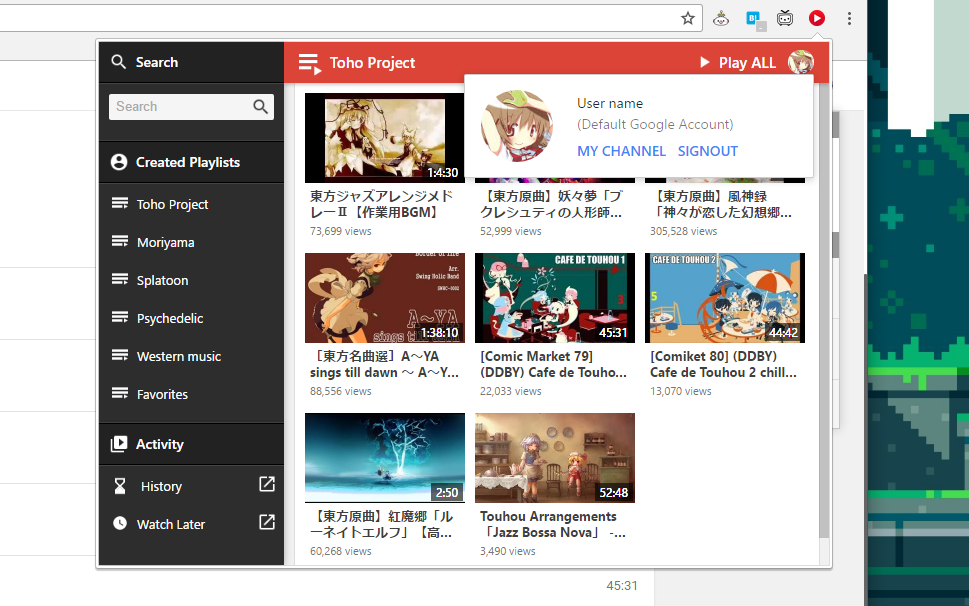 B!
Search
Toho Project
Play ALL
Search
User name
(Default Google Account)
MY CHANNEL SIGNOUT
Created Playlists
Toho Project
Moriyama
Splatoon
Psychedelic
Western music
Favorites
Activity
History
Watch Later
1:4:30
東方ジャズアレンジメド
レーⅡ【作業用BGM】
73,699 views
【東方原曲】妖々夢「ブ
クレシュティの人形師...
52,999 views
【東方原曲】風神録
「神々が恋した幻想郷...
305,528 views
Arr.
Swing Holic Band
SWHC-0002
A～YA
sings till dawn
1:38:10
［東方名曲選］A～YA
sings till dawn ～ A～Y...
88,556 views
CAFE DE TOUHOU 1
3
45:31
[Comic Market 79]
(DDBY) Cafe de Touho...
22,033 views
CAFE DE TOUHOU 2
5
44:42
[Comiket 80] (DDBY)
Cafe de Touhou 2 chill...
13,070 views
2:50
【東方原曲】紅魔郷「ル
ーネイトエルフ」【高...
60,268 views
52:48
Touhou Arrangements
「Jazz Bossa Nova」 -...
3,490 views
45:31